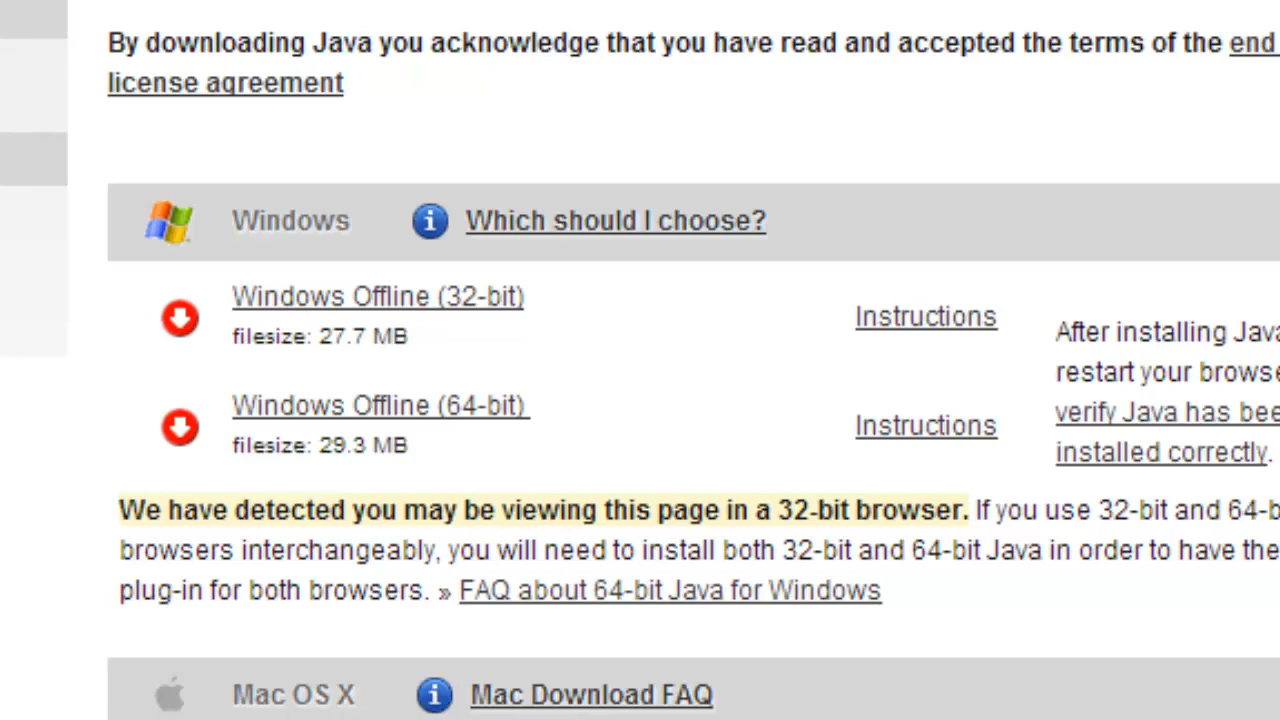 By downloading Java you acknowledge that you have read and accepted the terms of the end
license agreement
Windows Which should I choose?
Windows Offline (32-bit)
filesize: 27.7 MB
Instructions
Windows Offline (64-bit)
filesize: 29.3 MB
Instructions
After installing Java
restart your browse
verify Java has bee
installed correctly.
We have detected you may be viewing this page in a 32-bit browser. If you use 32-bit and 64-b
browsers interchangeably, you will need to install both 32-bit and 64-bit Java in order to have the
plug-in for both browsers. » FAQ about 64-bit Java for Windows
Mac OS X Mac Download FAQ